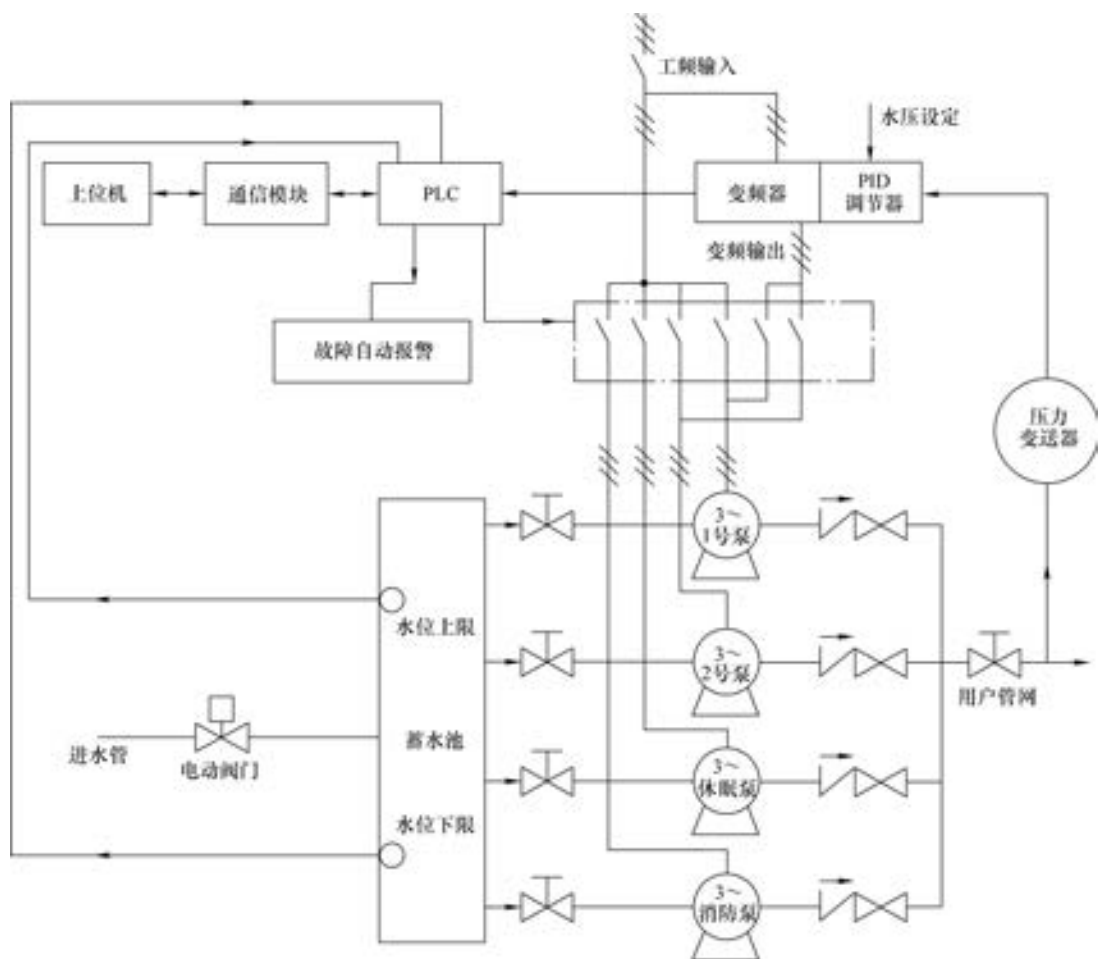 工频输入
水压设定
上位机
通信模块
PLC
变频器
PID
调节器
变频输出
故障自动报警
压力
变送器
3～
1号泵
水位上限
3～
2号泵
用户管网
进水管
电动阀门
蓄水池
3～
休眠泵
水位下限
3～
消防泵